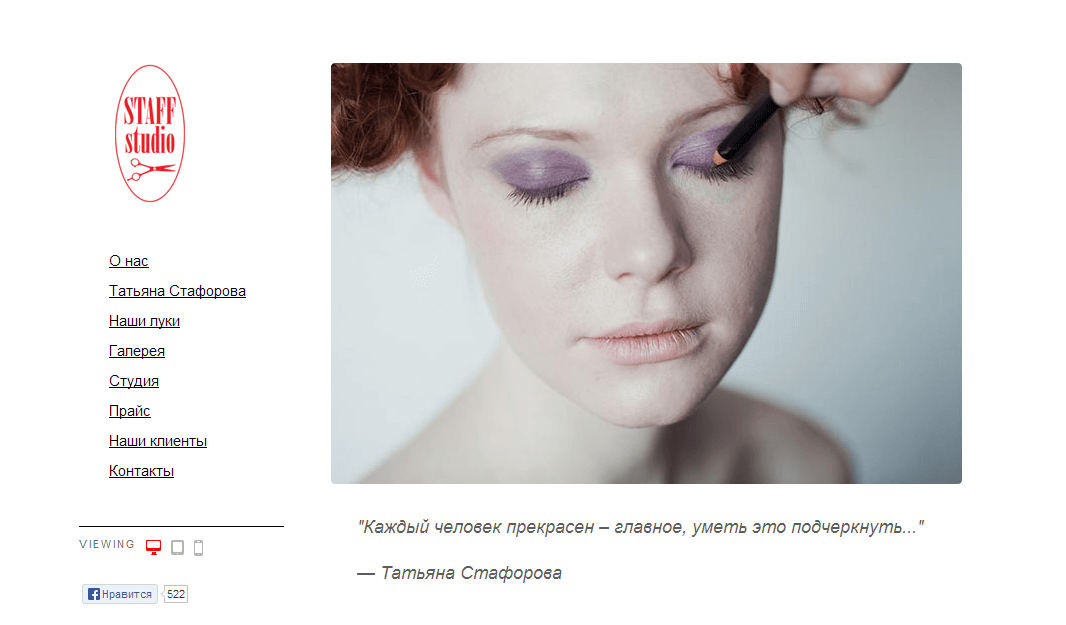 STAFF
studio
О нас
Татьяна Стафорова
Наши луки
Галерея
Студия
Прайс
Наши клиенты
Контакты
VIEWING
Нравится 522
"Каждый человек прекрасен – главное, уметь это подчеркнуть..."
— Татьяна Стафорова